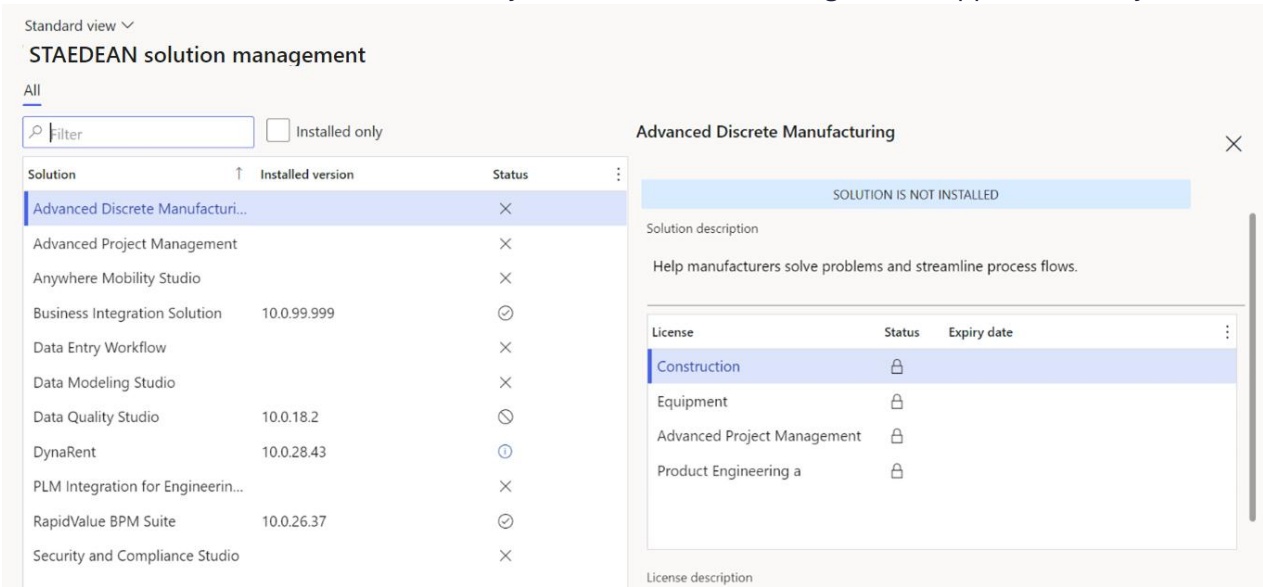 Standard view
STAEDEAN solution management
All
Filter
Installed only
Solution Installed version Status
Advanced Discrete Manufacturi...
Advanced Project Management
Anywhere Mobility Studio
Business Integration Solution 10.0.99.999
Data Entry Workflow
Data Modeling Studio
Data Quality Studio 10.0.18.2
DynaRent 10.0.28.43
PLM Integration for Engineerin...
RapidValue BPM Suite 10.0.26.37
Security and Compliance Studio
Advanced Discrete Manufacturing
SOLUTION IS NOT INSTALLED
Solution description
Help manufacturers solve problems and streamline process flows.
License Status Expiry date
Construction
Equipment
Advanced Project Management
Product Engineering a
License description